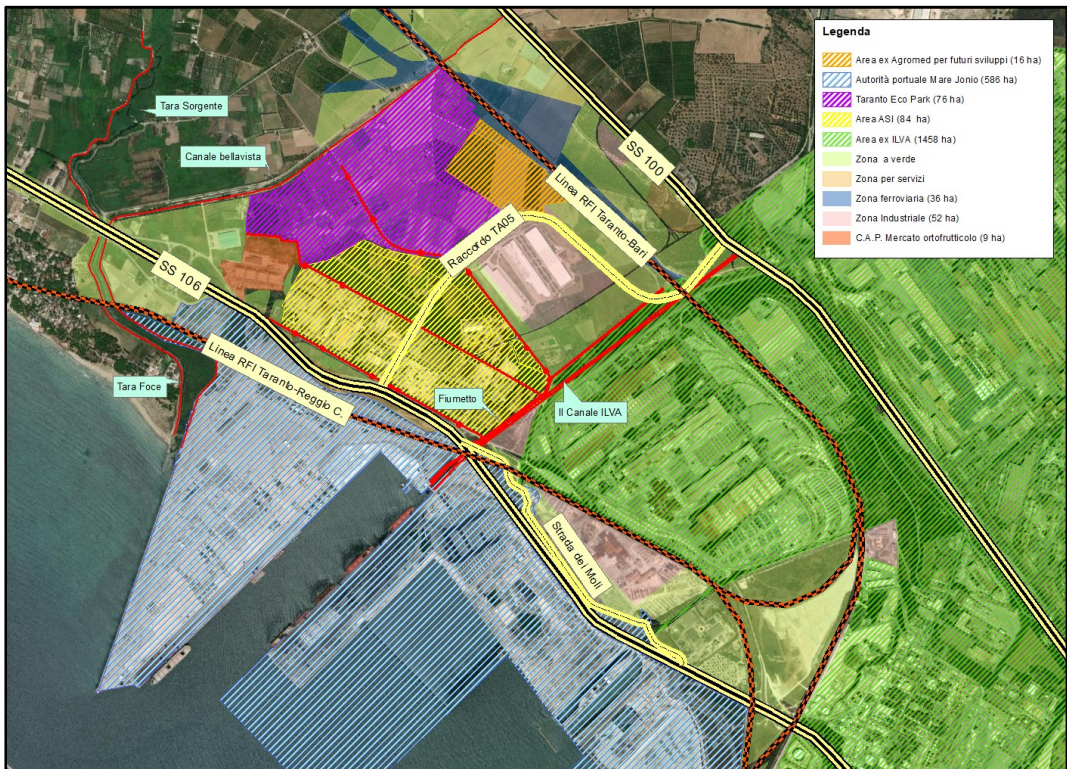 Legenda
Area ex Agromed per futuri sviluppi (16 ha)
Autorità portuale Mare Jonio (586 ha)
Taranto Eco Park (76 ha)
Area ASI (84 ha)
Area ex ILVA (1458 ha)
Zona a verde
Zona per servizi
Zona ferroviaria (36 ha)
Zona Industriale (52 ha)
C.A.P. Mercato ortofrutticolo (9 ha)
Tara Sorgente
Canale bellavista
SS 100
Linea RFI Taranto-Bari
Raccordo TA05
SS 106
Linea RFI Taranto-Reggio C.
Tara Foce
Fiumetto
II Canale ILVA
Strada dei Moli